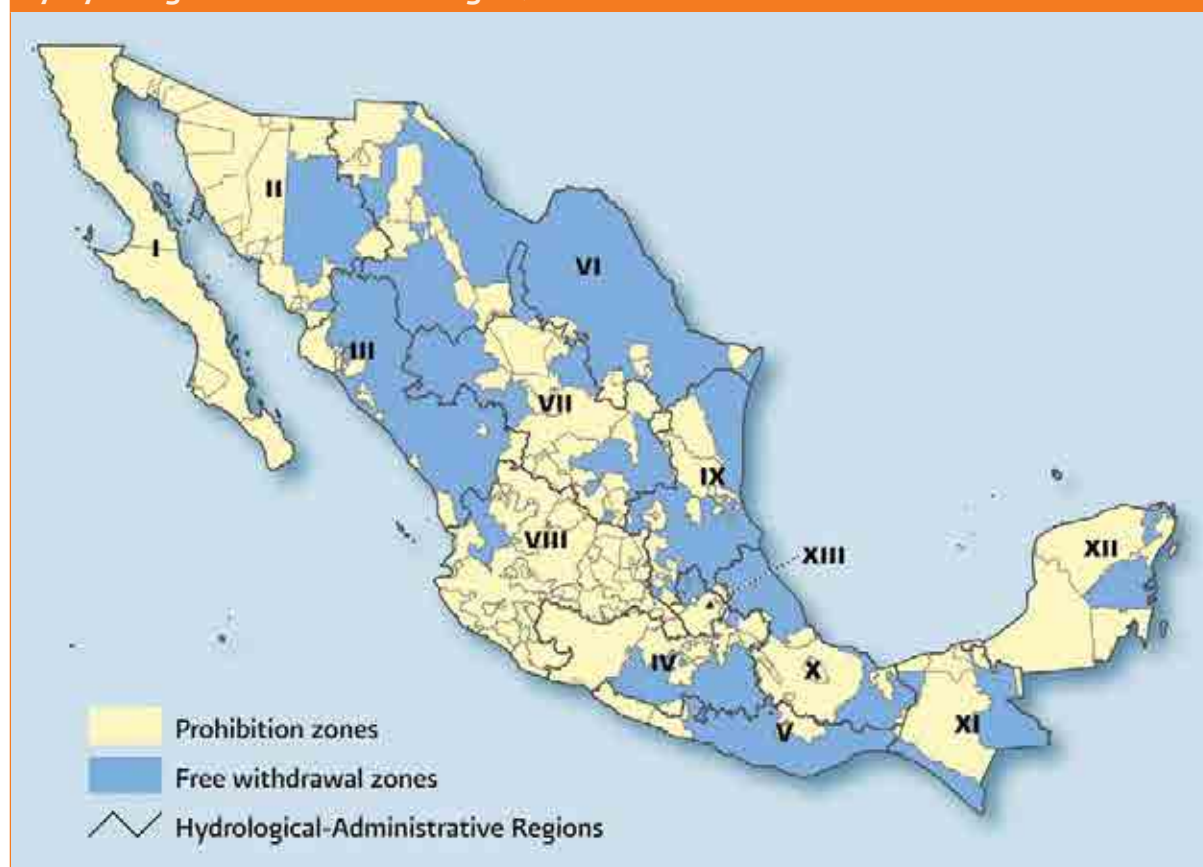 I
II
III
VI
VII
IX
VIII
XIII
XII
IV
X
V
XI
Prohibition zones
Free withdrawal zones
Hydrological-Administrative Regions